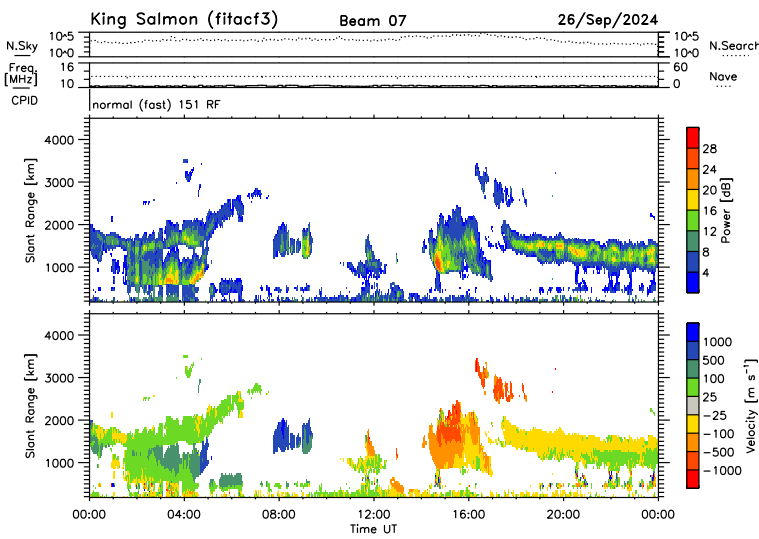 King Salmon (fitacf3) Beam 07 26/Sep/2024
N.Sky 10^5 10^0 10^5 10^0 N.Search
Freq. [MHz] 16 10 60 0 Nave
CPID normal (fast) 151 RF
Slant Range [km] 4000 3000 2000 1000
Power [dB] 28 24 20 16 12 8 4
Slant Range [km] 4000 3000 2000 1000
Velocity [m s⁻¹] 1000 500 100 25 −25 −100 −500 −1000
00:00 04:00 08:00 12:00 16:00 20:00 00:00
Time UT